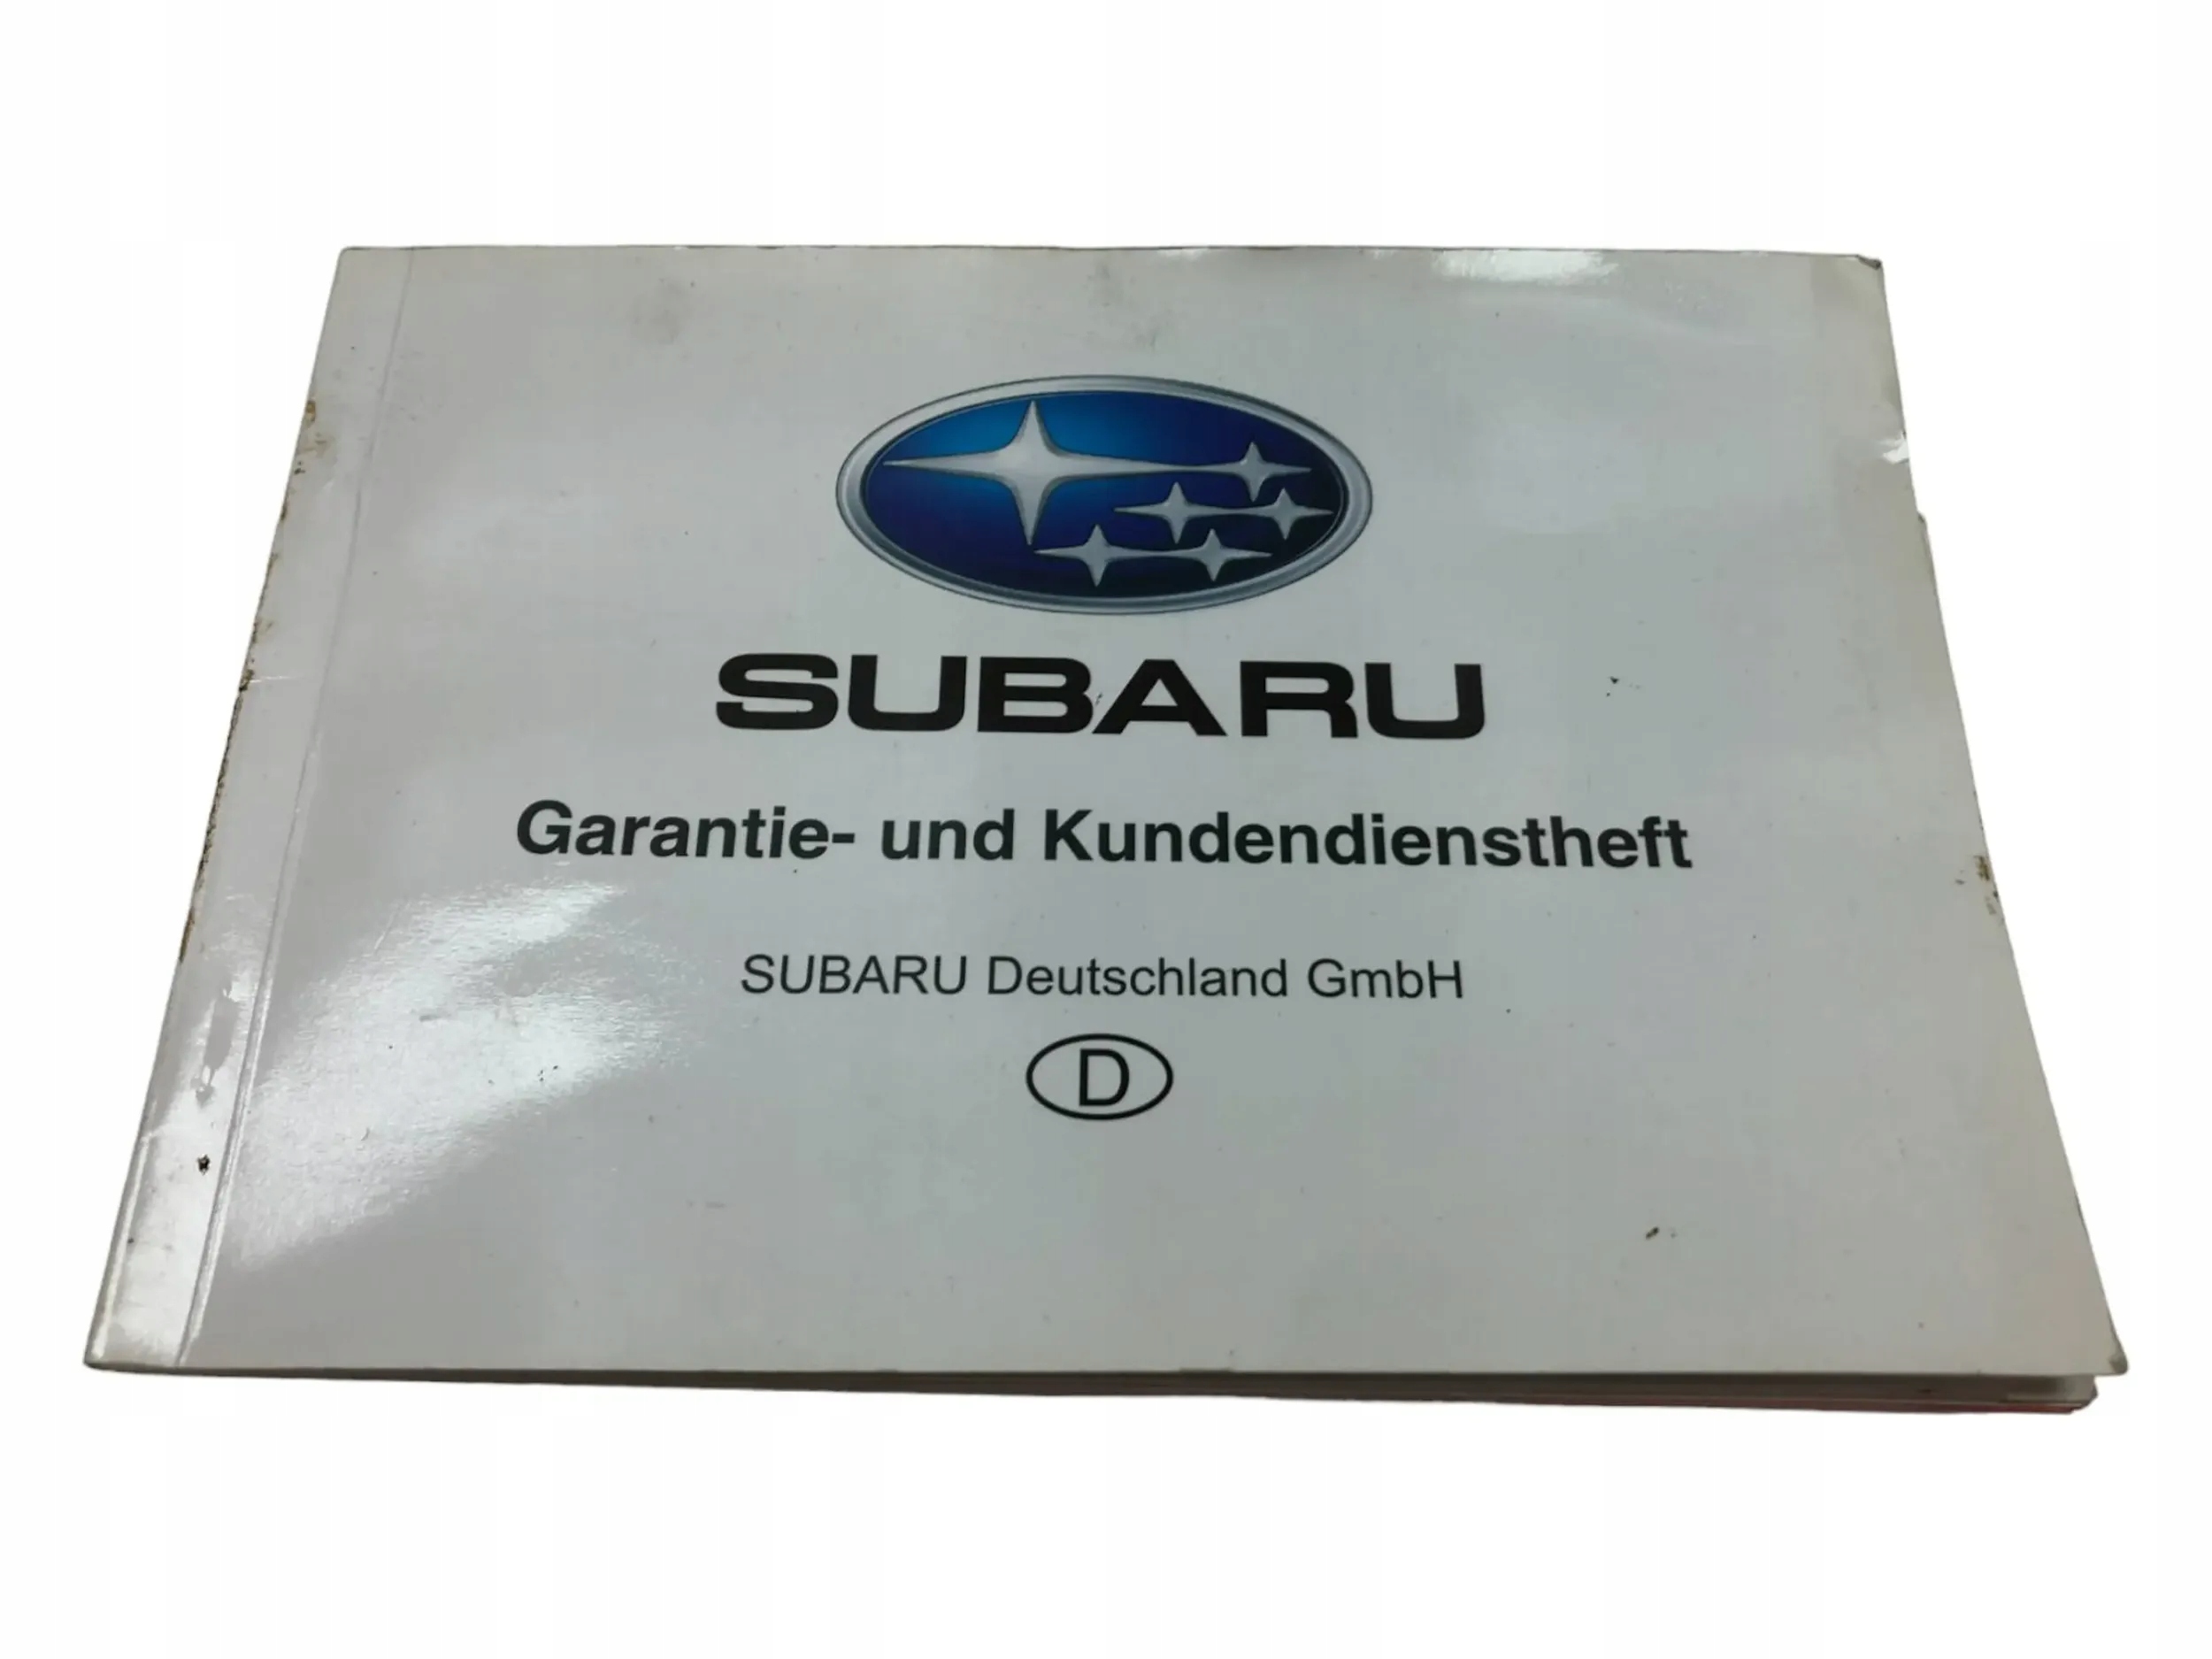 SUBARU
Garantie- und Kundendienstheft
SUBARU Deutschland GmbH
D